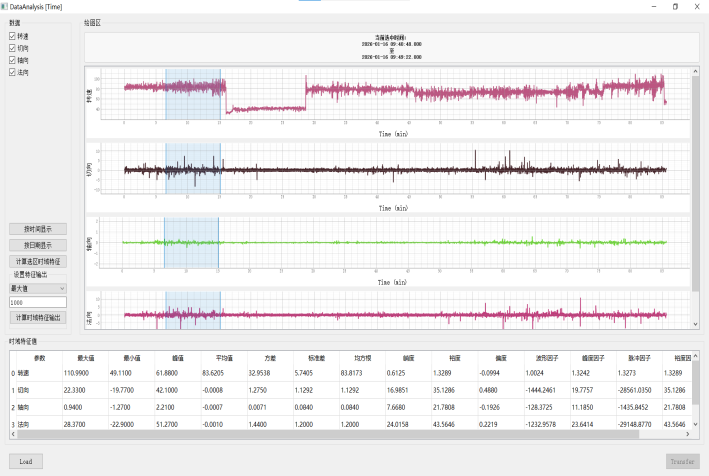 DataAnalysis [Time]
数据
转速
切向
轴向
法向
按时间显示
按日期显示
计算选区时域特征
设置特征输出
最大值
1000
计算时域特征输出
绘图区
当前选中时间:
2026-01-16 09:40:48.000
至
2026-01-16 09:49:22.000
转速
Time (min)
切向
Time (min)
轴向
Time (min)
法向
时域特征值
参数 最大值 最小值 峰值 平均值 方差 标准差 均方根 峭度 裕度 偏度 波形因子 峰度因子 脉冲因子 裕度因
0 转速 110.9900 49.1100 61.8800 83.6205 32.9538 5.7405 83.8173 0.6125 1.3289 -0.0994 1.0024 1.3242 1.3273 1.3289
1 切向 22.3300 -19.7700 42.1000 -0.0008 1.2750 1.1292 1.1292 16.9851 35.1286 0.4880 -1444.2461 19.7757 -28561.0350 35.1286
2 轴向 0.9400 -1.2700 2.2100 -0.0007 0.0071 0.0840 0.0840 7.6680 21.7808 -0.1926 -128.3725 11.1850 -1435.8452 21.7808
3 法向 28.3700 -22.9000 51.2700 -0.0010 1.4400 1.2000 1.2000 24.0158 43.5646 0.2219 -1232.9578 23.6414 -29148.8770 43.5646
Load
Transfer